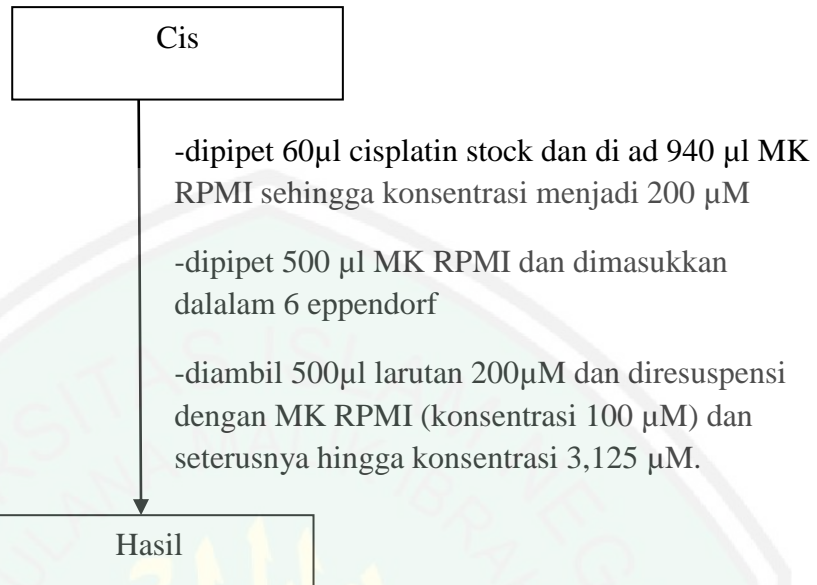 Cis
-dipipet 60µl cisplatin stock dan di ad 940 µl MK
RPMI sehingga konsentrasi menjadi 200 µM
-dipipet 500 µl MK RPMI dan dimasukkan
dalalam 6 eppendorf
-diambil 500µl larutan 200µM dan diresuspensi
dengan MK RPMI (konsentrasi 100 µM) dan
seterusnya hingga konsentrasi 3,125 µM.
Hasil